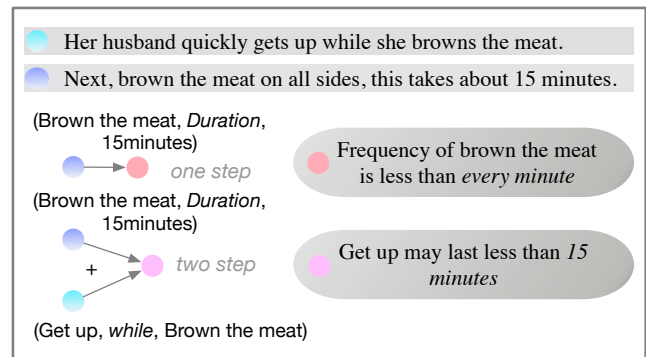 Her husband quickly gets up while she browns the meat.
Next, brown the meat on all sides, this takes about 15 minutes.
(Brown the meat, Duration,
15minutes)
one step
Frequency of brown the meat
is less than every minute
(Brown the meat, Duration,
15minutes)
+
two step
Get up may last less than 15
minutes
(Get up, while, Brown the meat)